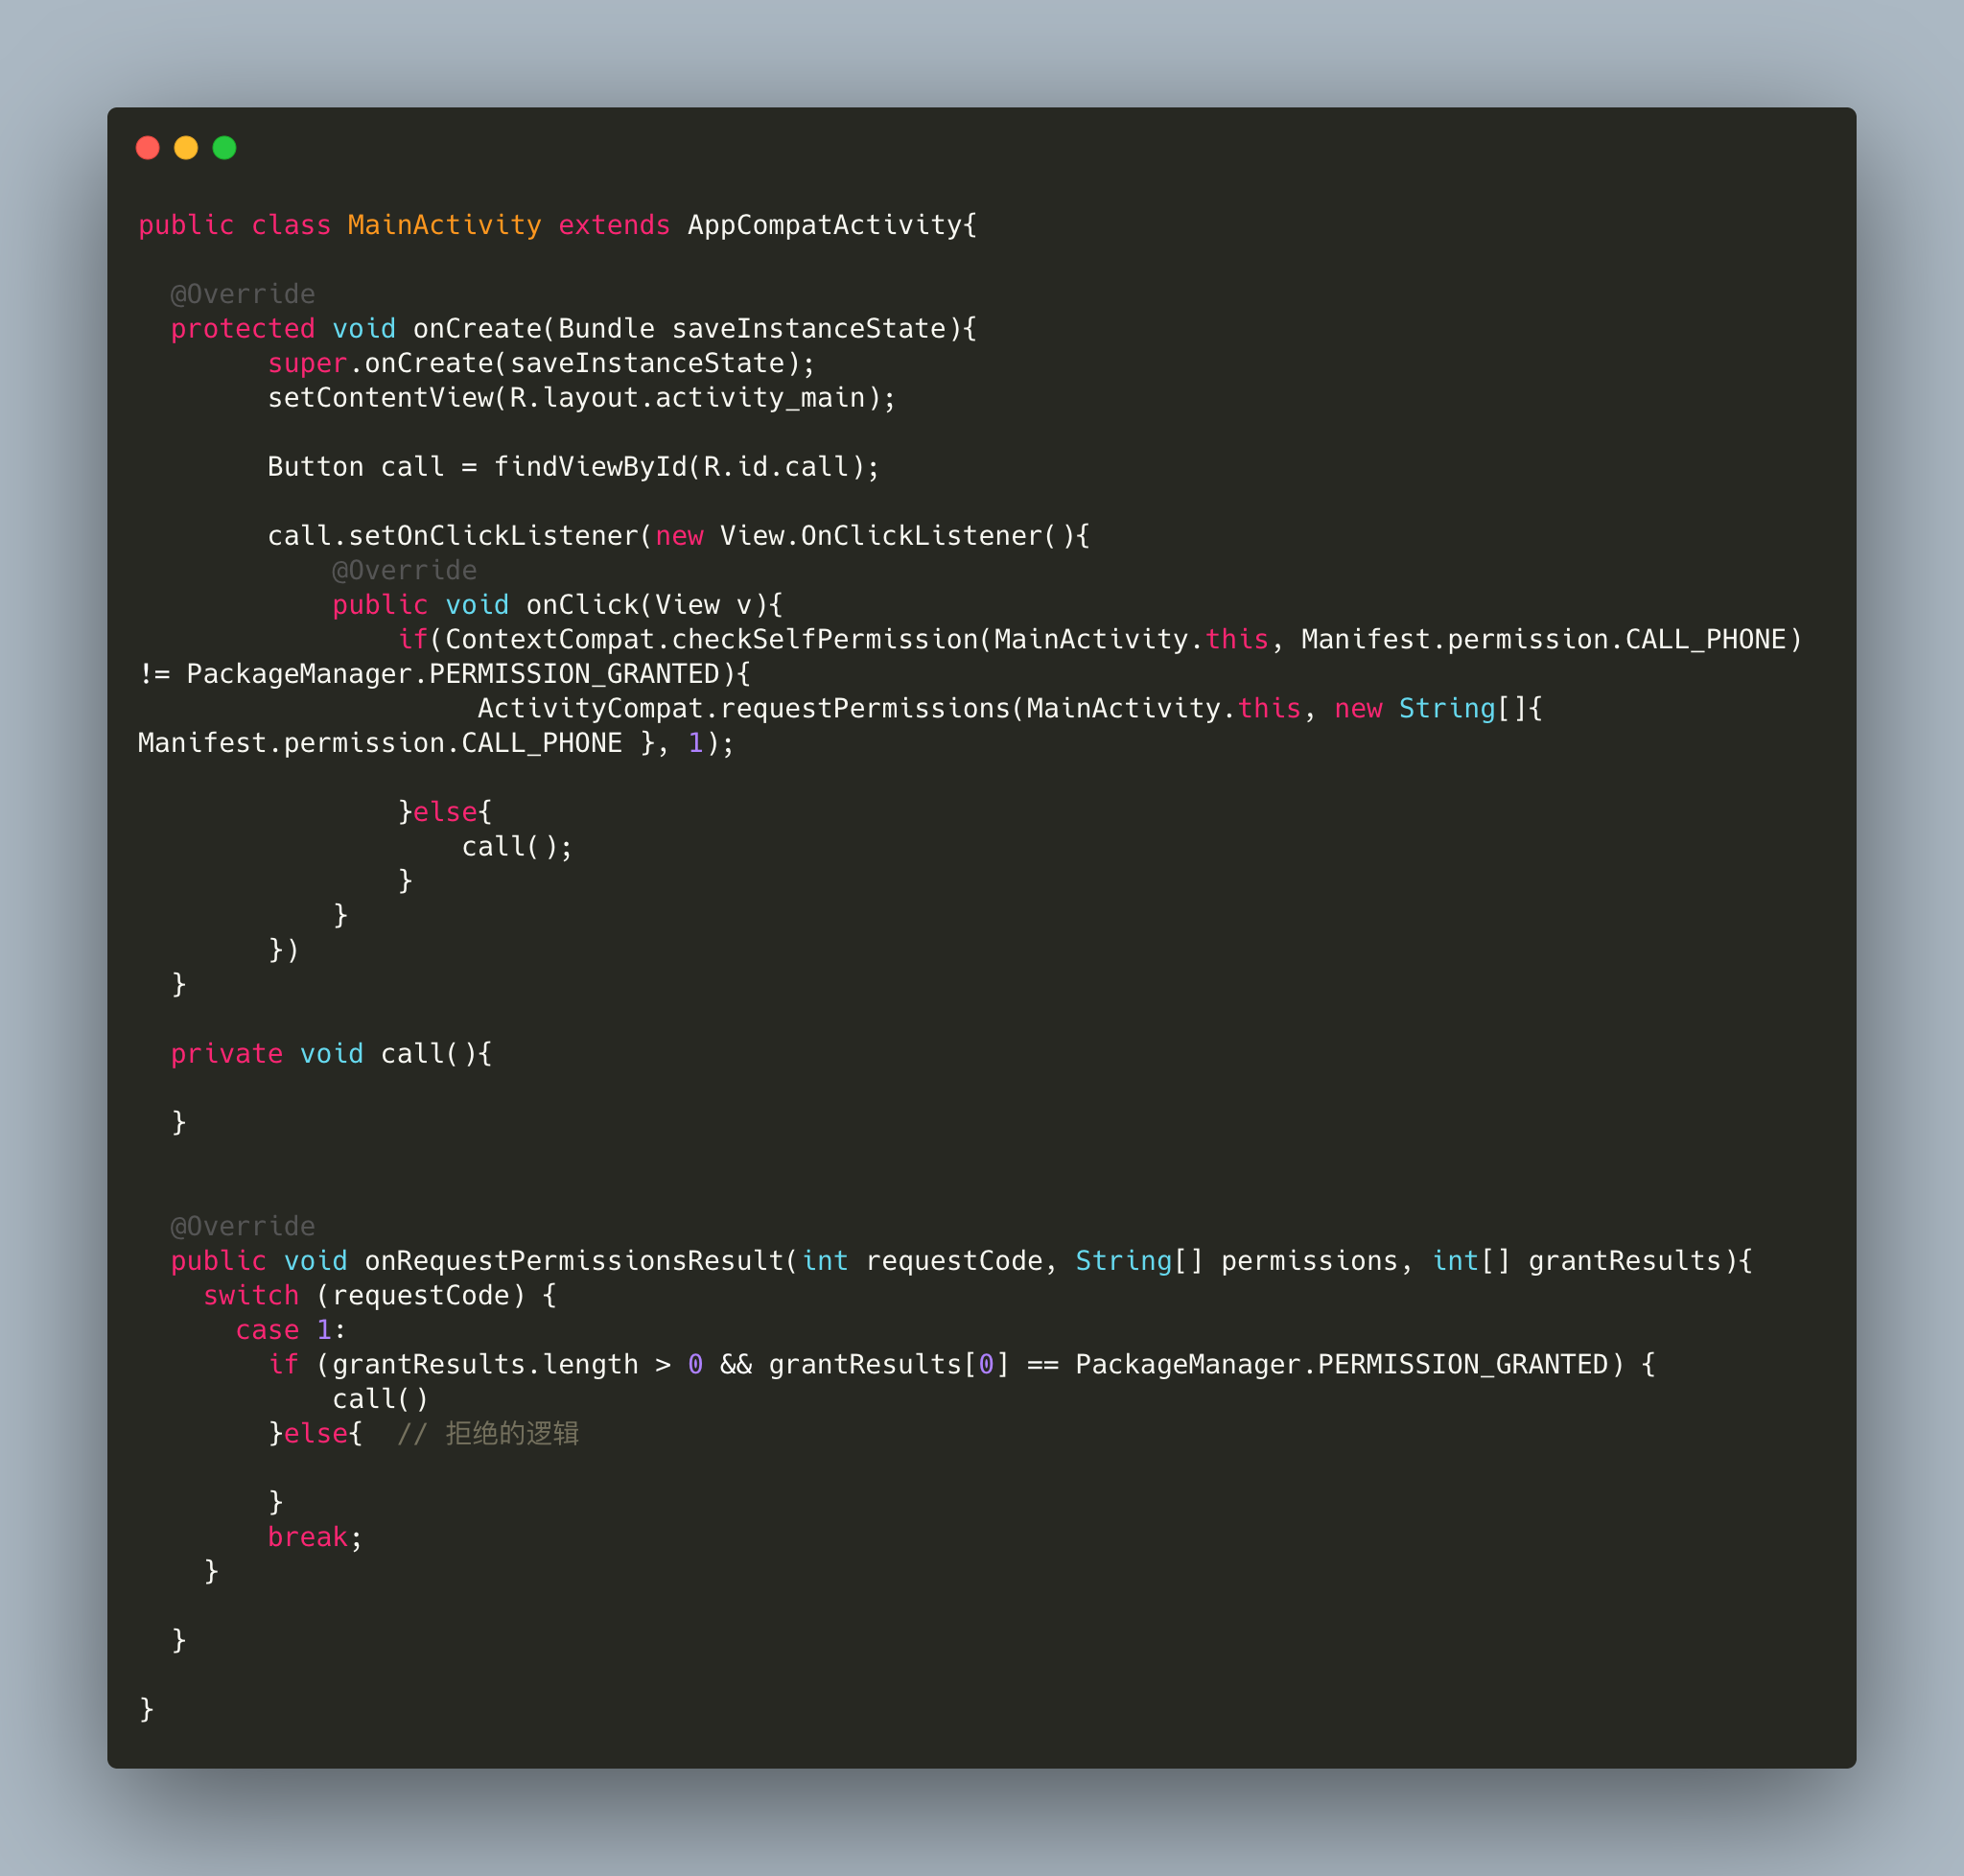 public class MainActivity extends AppCompatActivity{
@Override
protected void onCreate(Bundle saveInstanceState){
super.onCreate(saveInstanceState);
setContentView(R.layout.activity_main);
Button call = findViewById(R.id.call);
call.setOnClickListener(new View.OnClickListener(){
@Override
public void onClick(View v){
if(ContextCompat.checkSelfPermission(MainActivity.this, Manifest.permission.CALL_PHONE)
!= PackageManager.PERMISSION_GRANTED){
ActivityCompat.requestPermissions(MainActivity.this, new String[]{
Manifest.permission.CALL_PHONE }, 1);
}else{
call();
}
}
})
}
private void call(){
}
@Override
public void onRequestPermissionsResult(int requestCode, String[] permissions, int[] grantResults){
switch (requestCode) {
case 1:
if (grantResults.length > 0 && grantResults[0] == PackageManager.PERMISSION_GRANTED) {
call()
}else{  // 拒绝的逻辑
}
break;
}
}
}